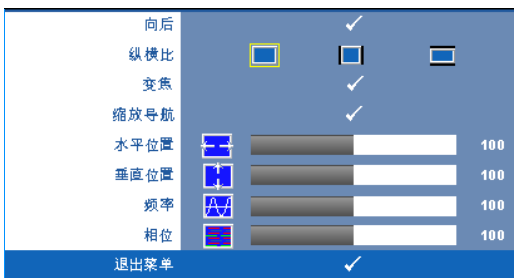 向后
纵横比
变焦
缩放导航
水平位置 100
垂直位置 100
频率 100
相位 100
退出菜单